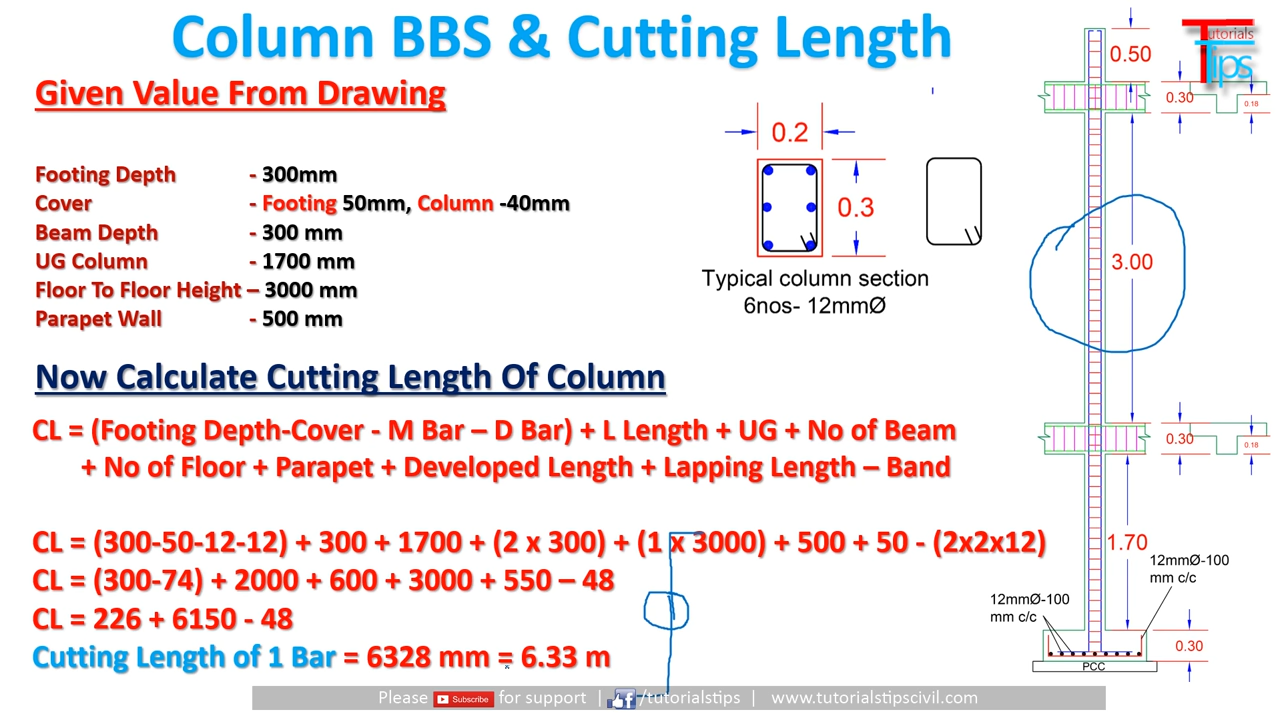 Column BBS & Cutting Length
Tutorials
Tips
Given Value From Drawing
Footing Depth - 300mm
Cover - Footing 50mm, Column -40mm
Beam Depth - 300 mm
UG Column - 1700 mm
Floor To Floor Height – 3000 mm
Parapet Wall - 500 mm
0.2
0.3
Typical column section
6nos- 12mmØ
0.50
0.30
0.18
3.00
0.30
0.18
1.70
12mmØ-100
mm c/c
12mmØ-100
mm c/c
0.30
PCC
Now Calculate Cutting Length Of Column
CL = (Footing Depth-Cover - M Bar – D Bar) + L Length + UG + No of Beam
+ No of Floor + Parapet + Developed Length + Lapping Length – Band
CL = (300-50-12-12) + 300 + 1700 + (2 x 300) + (1 x 3000) + 500 + 50 - (2x2x12)
CL = (300-74) + 2000 + 600 + 3000 + 550 – 48
CL = 226 + 6150 - 48
Cutting Length of 1 Bar = 6328 mm = 6.33 m
Please Subscribe for support | f /tutorialstips | www.tutorialstipscivil.com